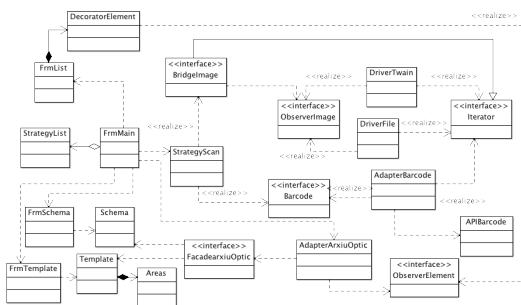 DecoratorElement
<<realize>>
<<interface>>
BridgeImage
FrmList
<<realize>>
DriverTwain
<<realize>>
<<interface>>
ObserverImage
<<interface>>
Iterator
StrategyList
FrmMain
<<realize>>
DriverFile
<<realize>>
StrategyScan
<<realize>>
AdapterBarcode
<<interface>>
Barcode
<<realize>>
<<realize>>
<<realize>>
FrmSchema
Schema
APIBarcode
<<interface>>
FacadearxiuOptic
AdapterArxiuOptic
FrmTemplate
Template
Areas
<<interface>>
ObserverElement